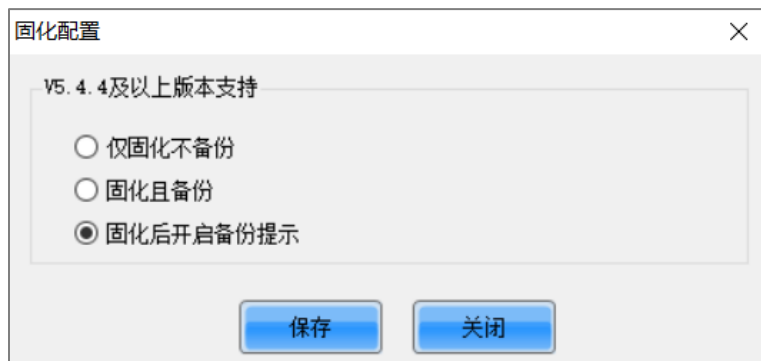 固化配置
V5.4.4及以上版本支持
仅固化不备份
固化且备份
固化后开启备份提示
保存 关闭